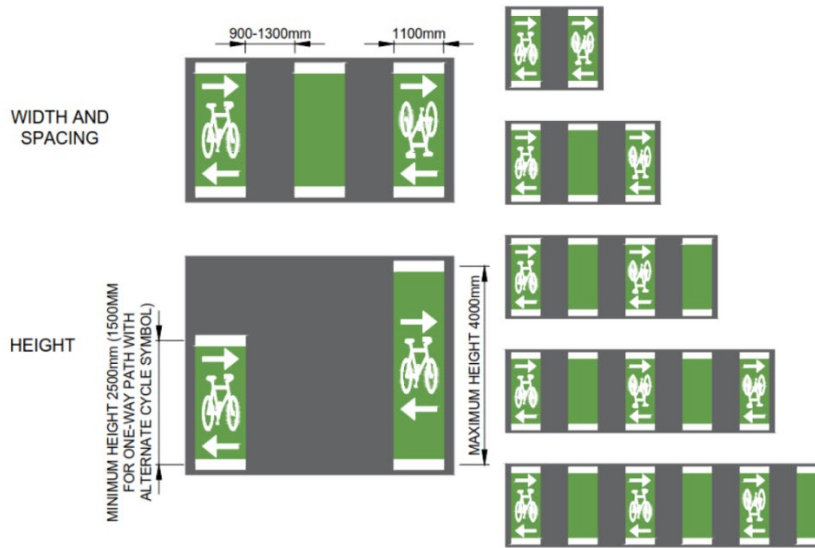 900-1300mm
1100mm
WIDTH AND
SPACING
HEIGHT
MINIMUM HEIGHT 2500mm (1500MM
FOR ONE-WAY PATH WITH
ALTERNATE CYCLE SYMBOL)
MAXIMUM HEIGHT 4000mm